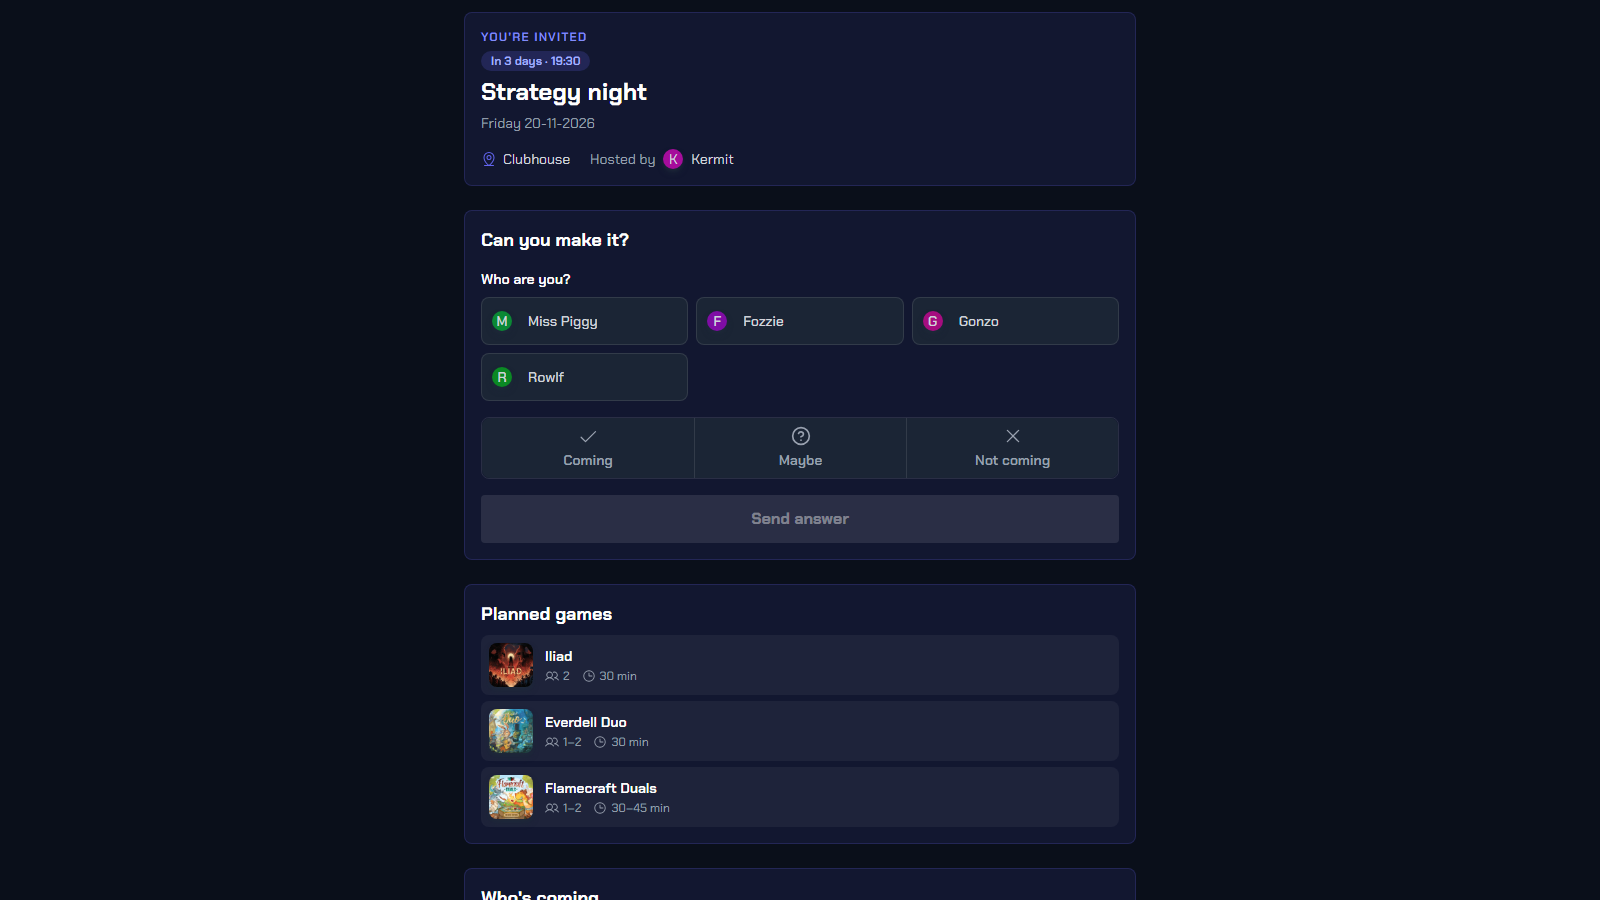 YOU'RE INVITED
In 3 days · 19:30
Strategy night
Friday 20-11-2026
Clubhouse Hosted by K Kermit
Can you make it?
Who are you?
M Miss Piggy F Fozzie G Gonzo
R Rowlf
Coming Maybe Not coming
Send answer
Planned games
ILIAD
Iliad
2 30 min
Everdell Duo
1–2 30 min
Flamecraft
Flamecraft Duals
1–2 30–45 min
Who's coming